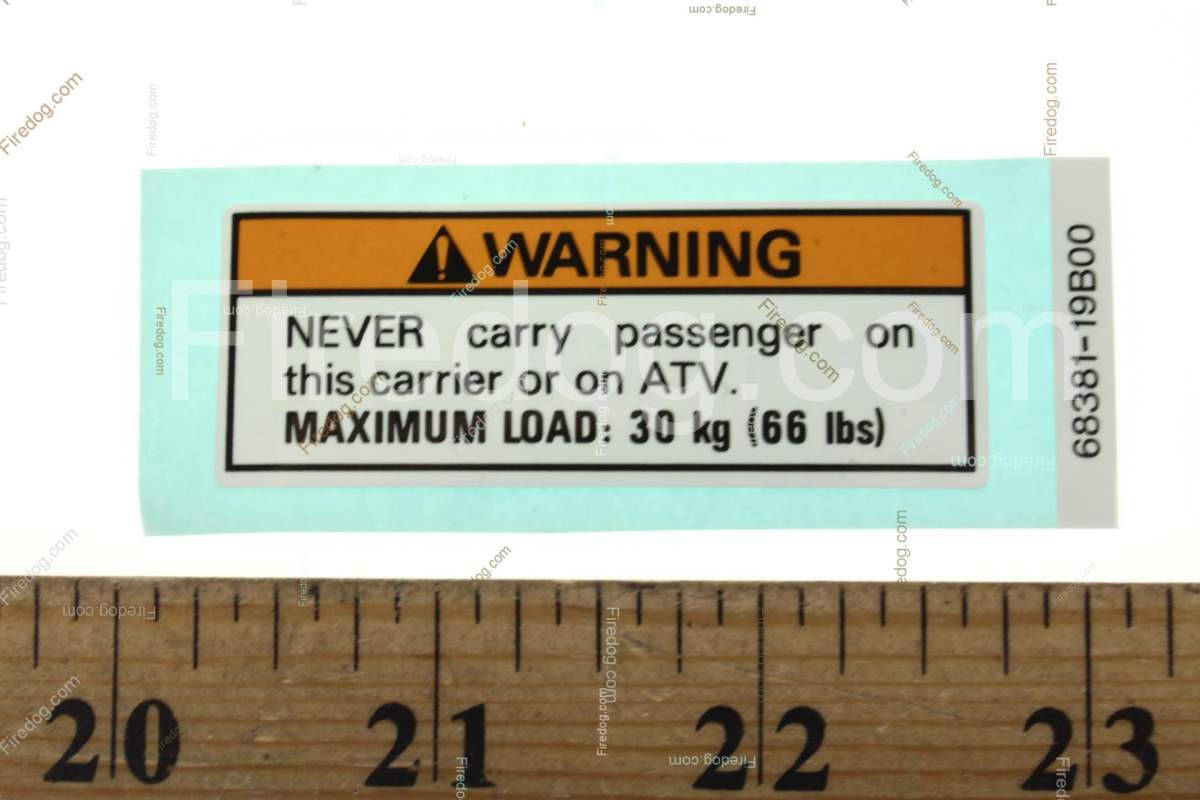 WARNING
NEVER carry passenger on
this carrier or on ATV.
MAXIMUM LOAD: 30 kg (66 lbs)
68381-19B00
Firedog.com
20 21 22 23